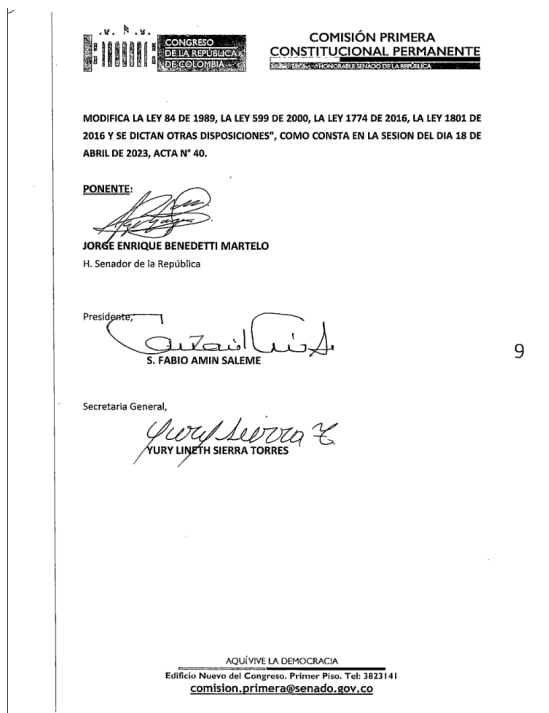 CONGRESO
DE LA REPÚBLICA
DE COLOMBIA
COMISIÓN PRIMERA
CONSTITUCIONAL PERMANENTE
HONORABLE SENADO DE LA REPÚBLICA
MODIFICA LA LEY 84 DE 1989, LA LEY 599 DE 2000, LA LEY 1774 DE 2016, LA LEY 1801 DE
2016 Y SE DICTAN OTRAS DISPOSICIONES", COMO CONSTA EN LA SESION DEL DIA 18 DE
ABRIL DE 2023, ACTA N° 40.
PONENTE:
JORGE ENRIQUE BENEDETTI MARTELO
H. Senador de la República
Presidente,
S. FABIO AMIN SALEME
9
Secretaria General,
Yury Sierra T
YURY LINETH SIERRA TORRES
AQUÍ VIVE LA DEMOCRACIA
Edificio Nuevo del Congreso. Primer Piso. Tel: 3823141
comision.primera@senado.gov.co